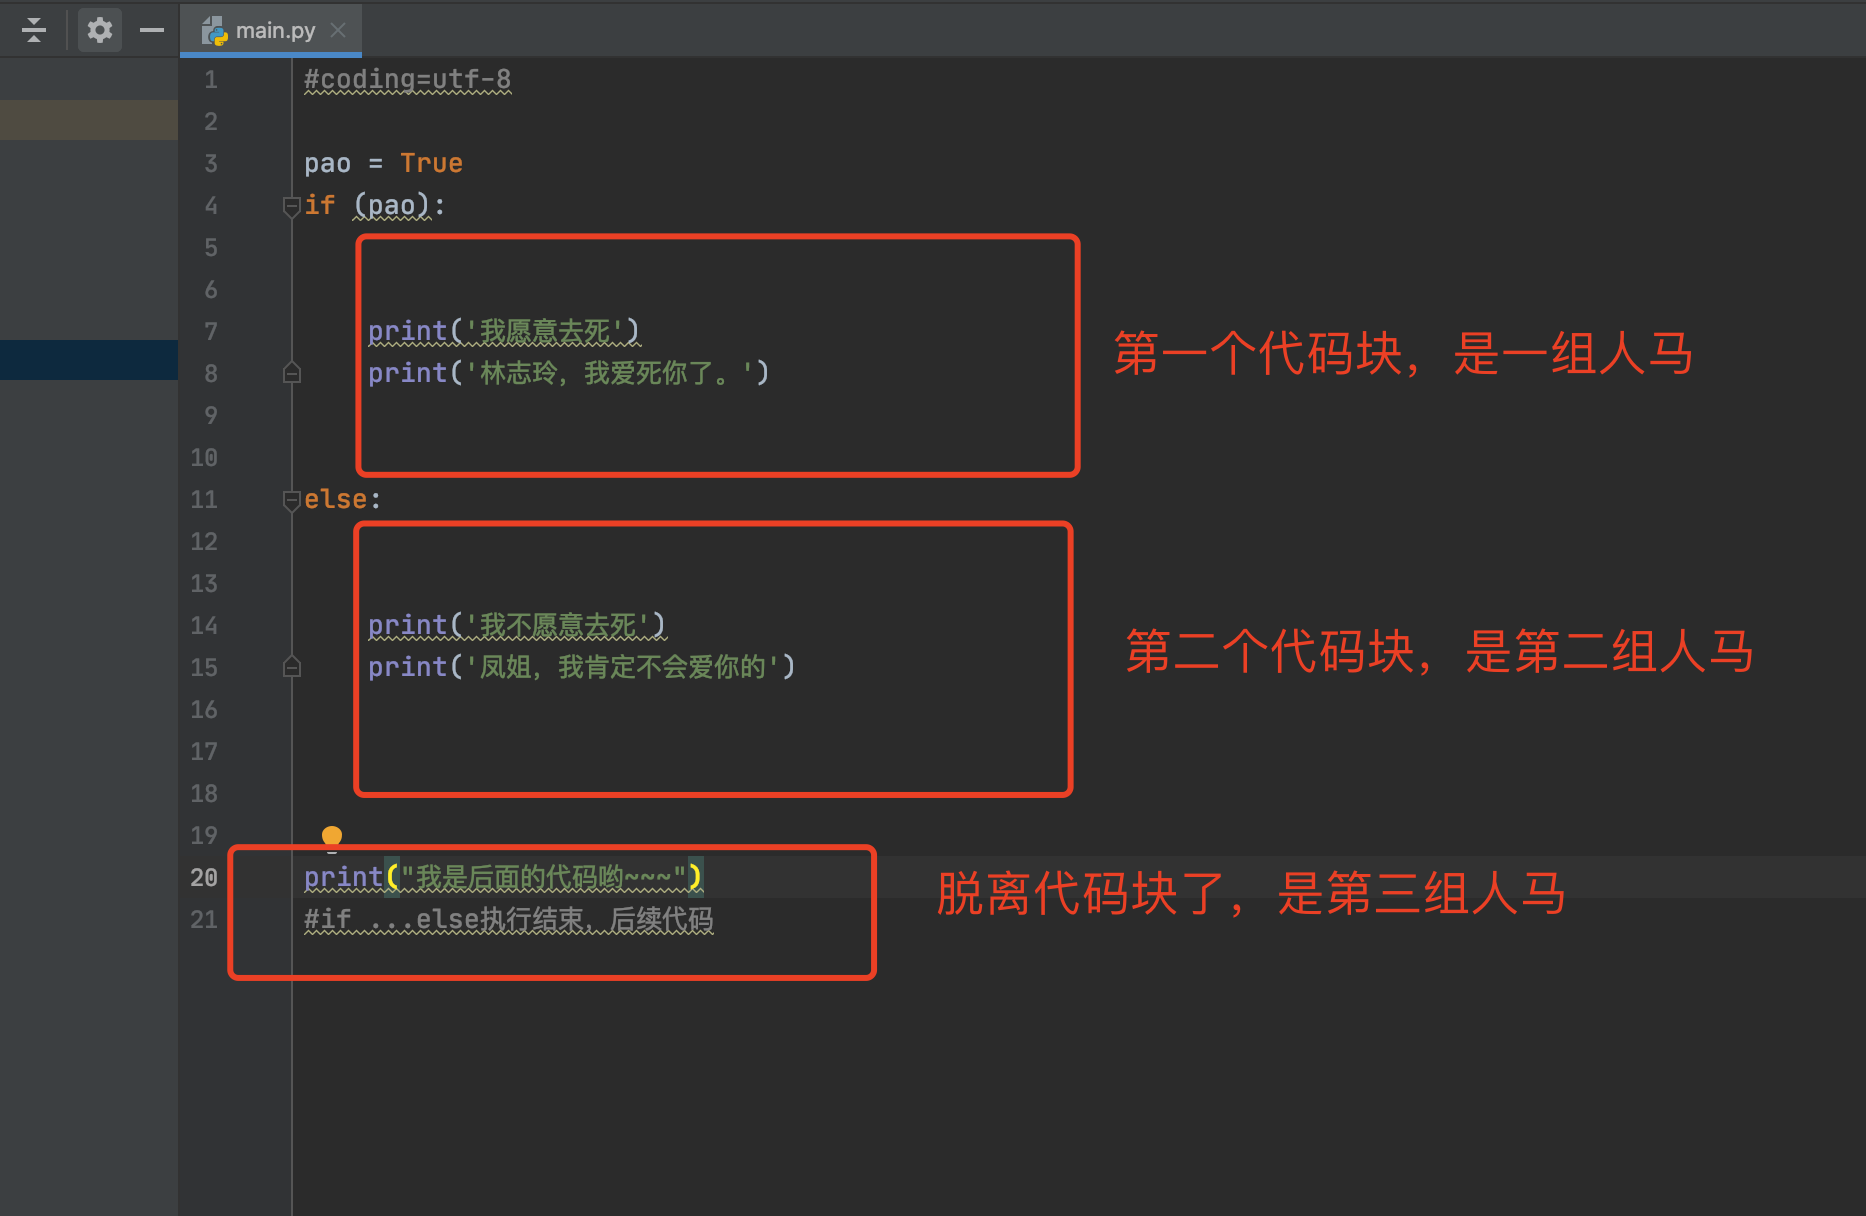 main.py
1 #coding=utf-8
2
3 pao = True
4 if (pao):
5
6
7 print('我愿意去死')
8 print('林志玲，我爱死你了。')
第一个代码块，是一组人马
9
10
11 else:
12
13
14 print('我不愿意去死')
15 print('凤姐，我肯定不会爱你的')
第二个代码块，是第二组人马
16
17
18
19
20 print("我是后面的代码哟~~~")
21 #if ...else执行结束，后续代码
脱离代码块了，是第三组人马